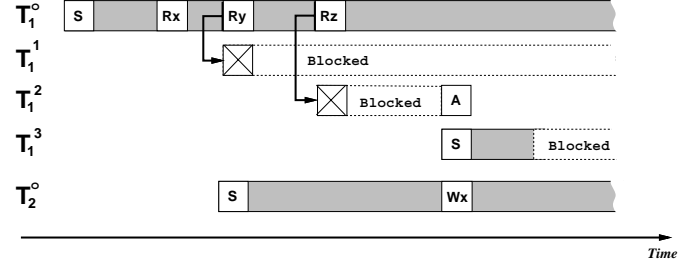 T₁° S Rx Ry Rz
T₁¹ Blocked
T₁² Blocked A
T₁³ S Blocked
T₂° S Wx
Time